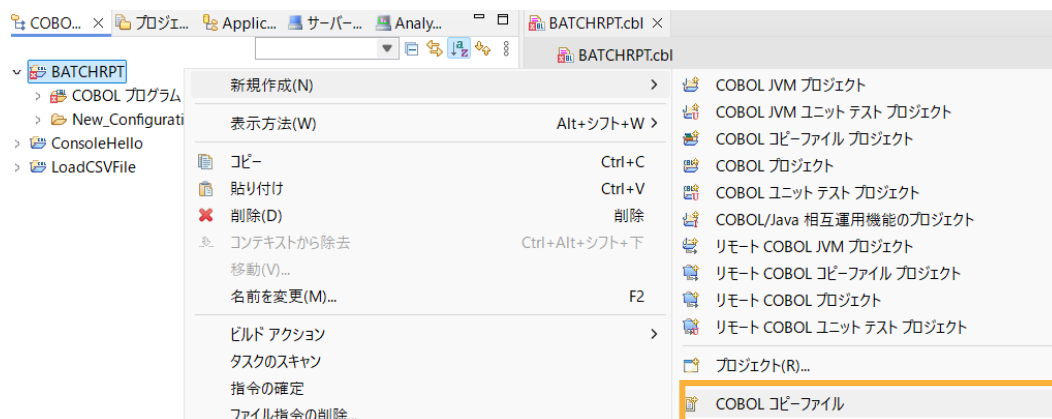 COBO... プロジェ... Applic... サーバー... Analy... BATCHRPT.cbl
BATCHRPT.cbl
BATCHRPT
COBOL プログラム
New_Configurati
ConsoleHello
LoadCSVFile
新規作成(N)
表示方法(W) Alt+シフト+W
コピー Ctrl+C
貼り付け Ctrl+V
削除(D) 削除
コンテキストから除去 Ctrl+Alt+シフト+下
移動(V)...
名前を変更(M)... F2
ビルド アクション
タスクのスキャン
指令の確定
ファイル指令の削除...
COBOL JVM プロジェクト
COBOL JVM ユニット テスト プロジェクト
COBOL コピーファイル プロジェクト
COBOL プロジェクト
COBOL ユニット テスト プロジェクト
COBOL/Java 相互運用機能のプロジェクト
リモート COBOL JVM プロジェクト
リモート COBOL コピーファイル プロジェクト
リモート COBOL プロジェクト
リモート COBOL ユニット テスト プロジェクト
プロジェクト(R)...
COBOL コピーファイル